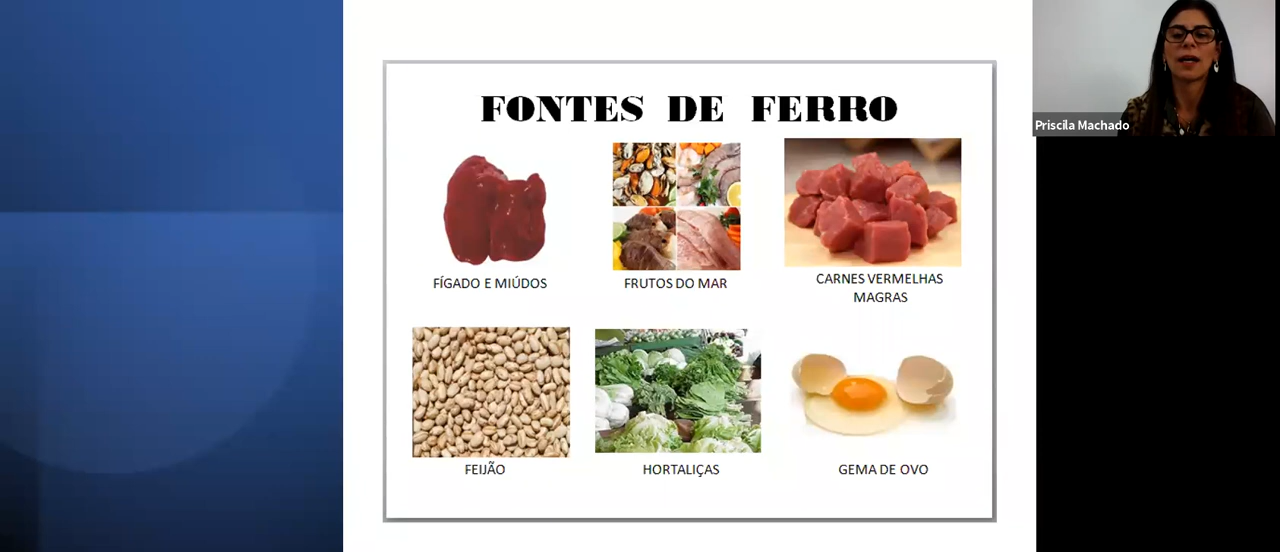 FONTES DE FERRO
Priscila Machado
FÍGADO E MIÚDOS
FRUTOS DO MAR
CARNES VERMELHAS
MAGRAS
FEIJÃO
HORTALIÇAS
GEMA DE OVO